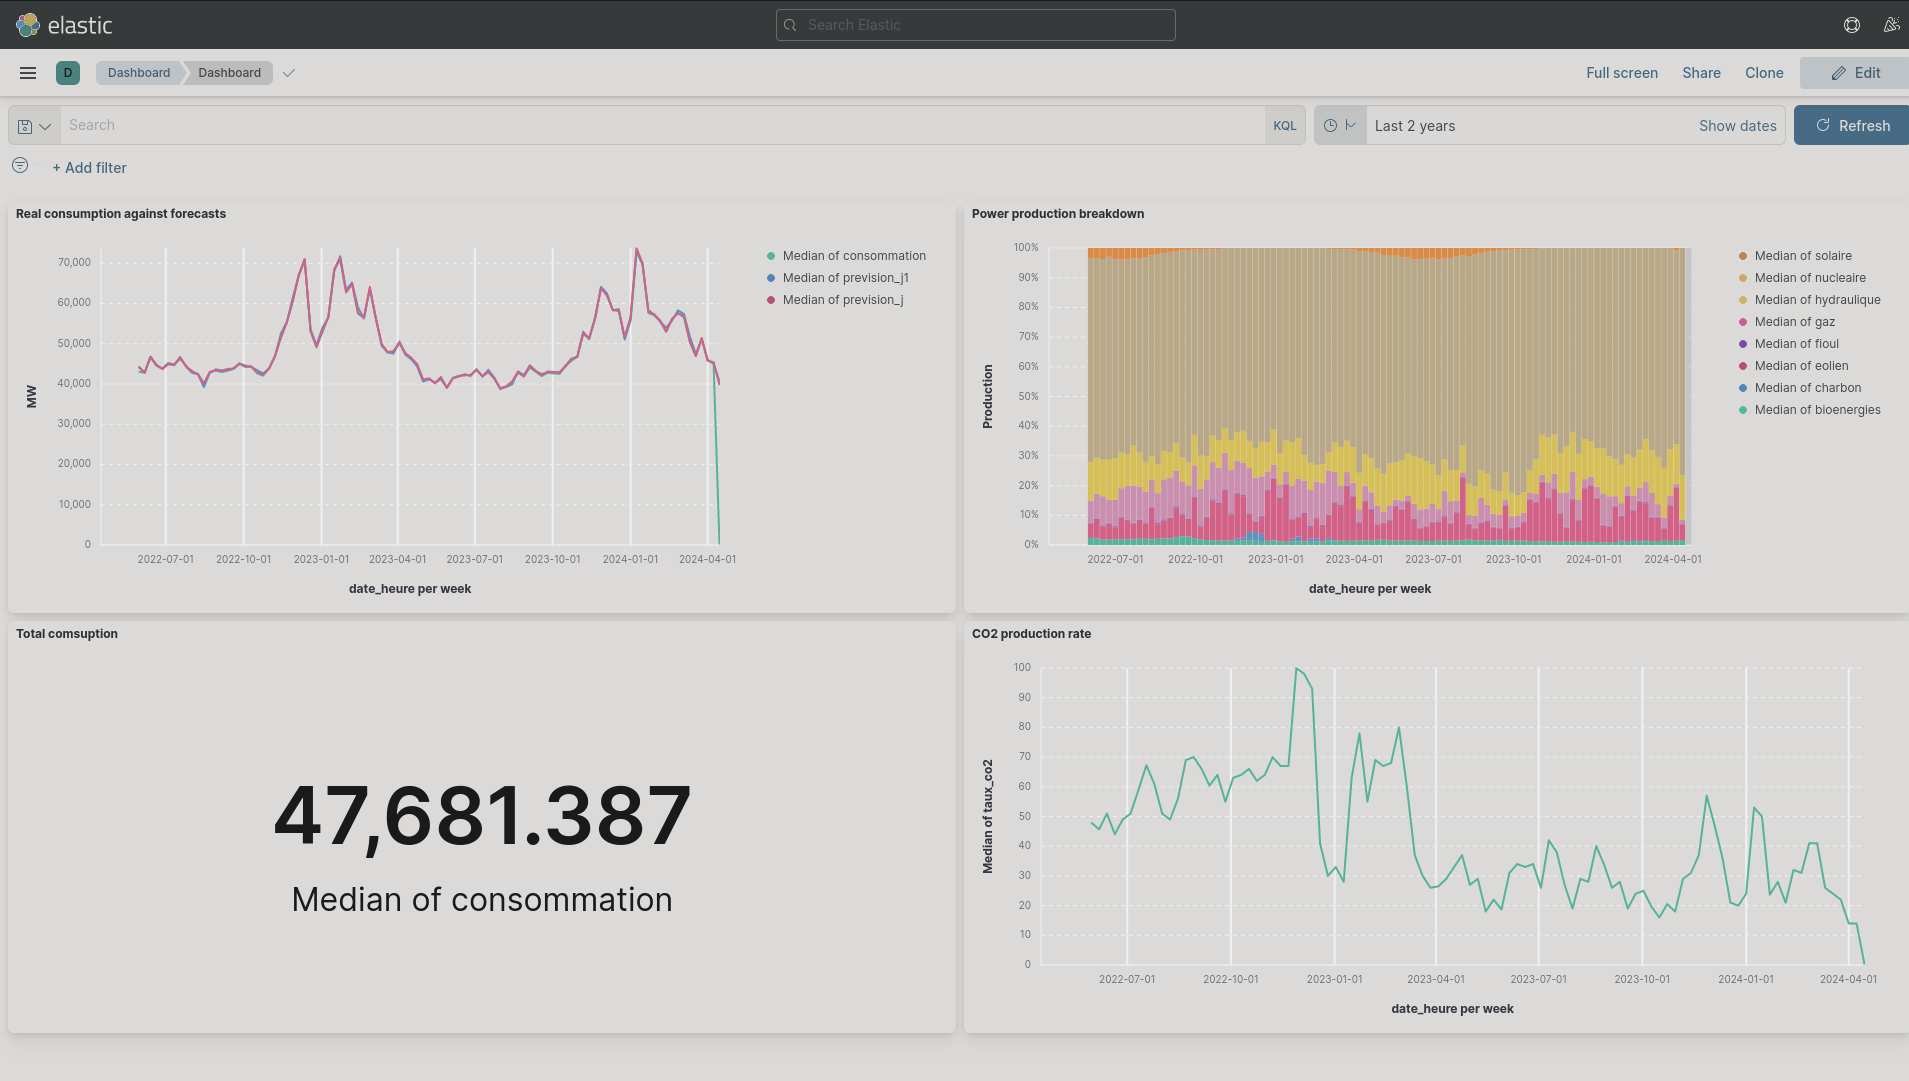 elastic
Search Elastic
D
Dashboard
Dashboard
Full screen
Share
Clone
Edit
Search
KQL
Last 2 years
Show dates
Refresh
+ Add filter
Real consumption against forecasts
70,000
60,000
50,000
40,000
30,000
20,000
10,000
0
MW
2022-07-01
2022-10-01
2023-01-01
2023-04-01
2023-07-01
2023-10-01
2024-01-01
2024-04-01
date_heure per week
Median of consommation
Median of prevision_j1
Median of prevision_j
Power production breakdown
100%
90%
80%
70%
60%
50%
40%
30%
20%
10%
0%
Production
2022-07-01
2022-10-01
2023-01-01
2023-04-01
2023-07-01
2023-10-01
2024-01-01
2024-04-01
date_heure per week
Median of solaire
Median of nucleaire
Median of hydraulique
Median of gaz
Median of fioul
Median of eolien
Median of charbon
Median of bioenergies
Total comsuption
47,681.387
Median of consommation
CO2 production rate
100
90
80
70
60
50
40
30
20
10
0
Median of taux_co2
2022-07-01
2022-10-01
2023-01-01
2023-04-01
2023-07-01
2023-10-01
2024-01-01
2024-04-01
date_heure per week